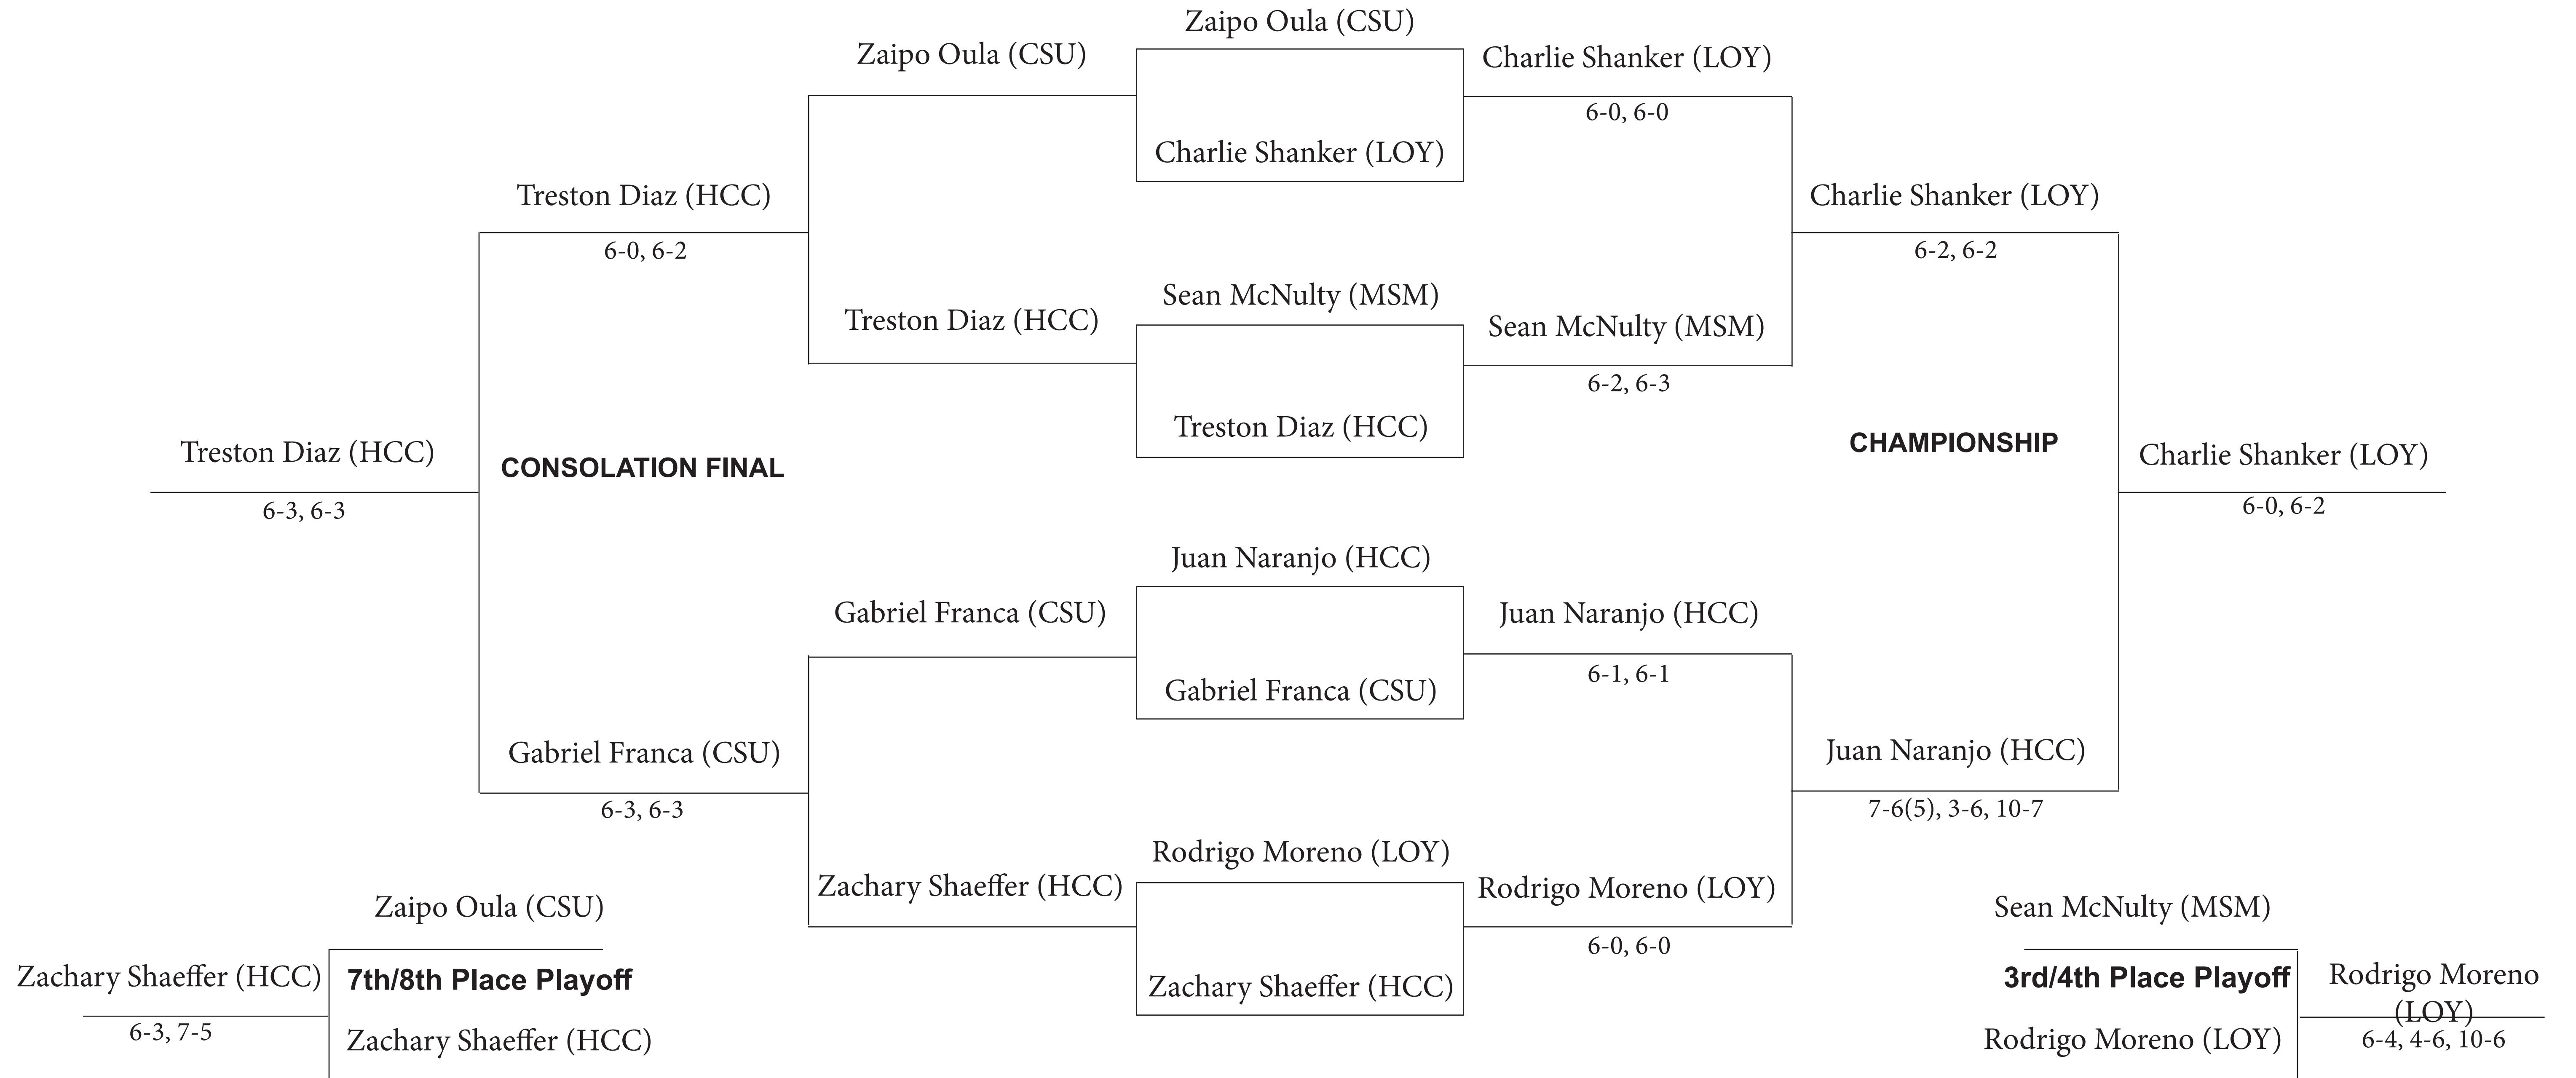 Zaipo Oula (CSU)
Zaipo Oula (CSU)
Charlie Shanker (LOY)
6-0, 6-0
Charlie Shanker (LOY)
Treston Diaz (HCC)
6-0, 6-2
Charlie Shanker (LOY)
6-2, 6-2
Treston Diaz (HCC)
Sean McNulty (MSM)
Sean McNulty (MSM)
6-2, 6-3
Treston Diaz (HCC)
Treston Diaz (HCC)
6-3, 6-3
CONSOLATION FINAL
CHAMPIONSHIP
Charlie Shanker (LOY)
6-0, 6-2
Juan Naranjo (HCC)
Gabriel Franca (CSU)
Juan Naranjo (HCC)
6-1, 6-1
Gabriel Franca (CSU)
Gabriel Franca (CSU)
6-3, 6-3
Juan Naranjo (HCC)
7-6(5), 3-6, 10-7
Rodrigo Moreno (LOY)
Zachary Shaeffer (HCC)
Rodrigo Moreno (LOY)
6-0, 6-0
Zachary Shaeffer (HCC)
Zaipo Oula (CSU)
Zachary Shaeffer (HCC)
7th/8th Place Playoff
6-3, 7-5
Zachary Shaeffer (HCC)
Sean McNulty (MSM)
3rd/4th Place Playoff
Rodrigo Moreno
(LOY)
Rodrigo Moreno (LOY)
6-4, 4-6, 10-6